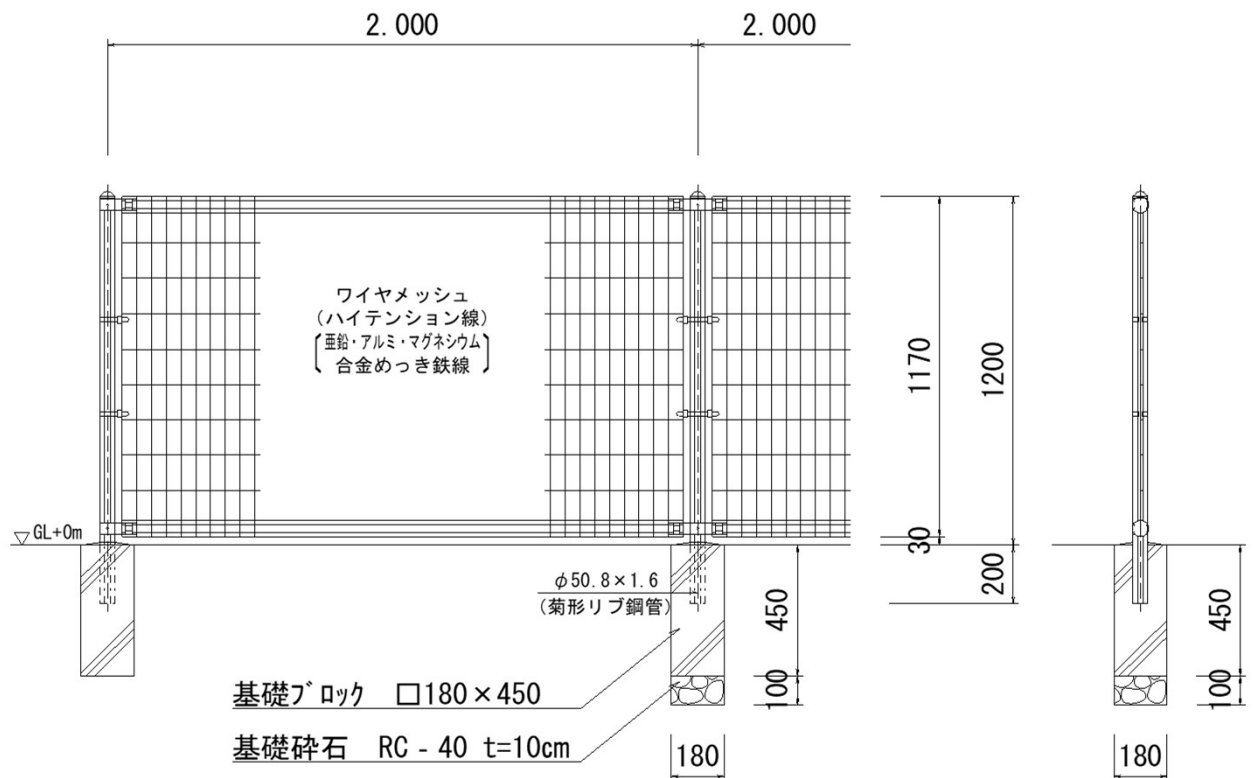 2.000
2.000
ワイヤメッシュ
(ハイテンション線)
亜鉛・アルミ・マグネシウム
合金めっき鉄線
1170
1200
GL+0m
30
200
φ50.8×1.6
(菊形リブ鋼管)
450
100
450
100
基礎ブロック □180×450
基礎砕石 RC-40 t=10cm
180
180